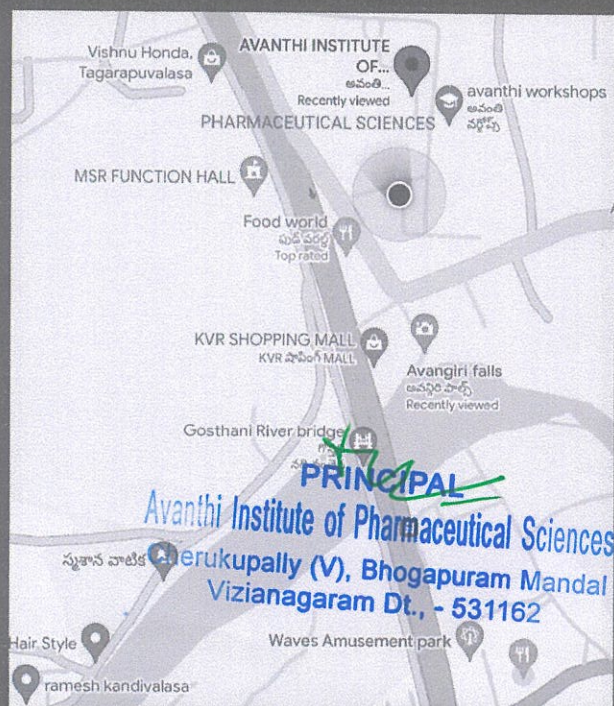 Vishnu Honda,
Tagarapuvalasa
AVANTHI INSTITUTE
OF...
అవంతి...
Recently viewed
PHARMACEUTICAL SCIENCES
avanthi workshops
అవంతి
వర్క్షోప్స్
MSR FUNCTION HALL
Food world
ఫుడ్ వరల్డ్
Top rated
KVR SHOPPING MALL
KVR షాపింగ్ MALL
Avangiri falls
అవన్గిరి ఫాల్స్
Recently viewed
Gosthani River bridge
PRINCIPAL
Avanthi Institute of Pharmaceutical Sciences
Cherukupally (V), Bhogapuram Mandal
Vizianagaram Dt., - 531162
స్మశాన వాటిక
Hair Style
Waves Amusement park
ramesh kandivalasa